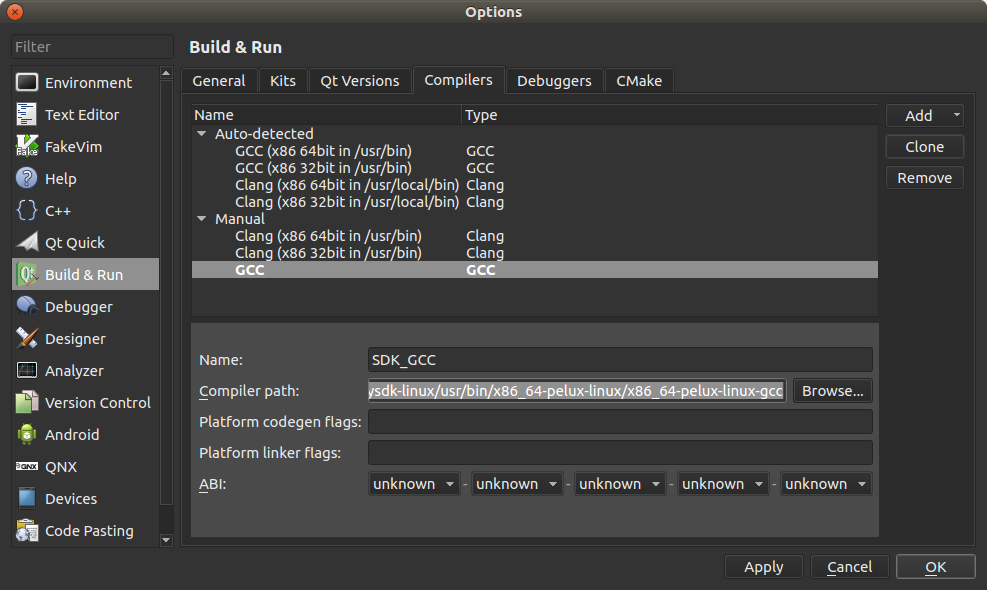 Options
Filter
Environment
Text Editor
Fake
FakeVim
Help
C++
Qt Quick
Build & Run
Debugger
Designer
Analyzer
Version Control
Android
QNX
QNX
Devices
Code Pasting
Build & Run
General Kits Qt Versions Compilers Debuggers CMake
Name Type
Auto-detected
GCC (x86 64bit in /usr/bin) GCC
GCC (x86 32bit in /usr/bin) GCC
Clang (x86 64bit in /usr/local/bin) Clang
Clang (x86 32bit in /usr/local/bin) Clang
Manual
Clang (x86 64bit in /usr/bin) Clang
Clang (x86 32bit in /usr/bin) Clang
GCC GCC
Add
Clone
Remove
Name: SDK_GCC
Compiler path: ysdk-linux/usr/bin/x86_64-pelux-linux/x86_64-pelux-linux-gcc Browse...
Platform codegen flags:
Platform linker flags:
ABI: unknown - unknown - unknown - unknown - unknown
Apply Cancel OK